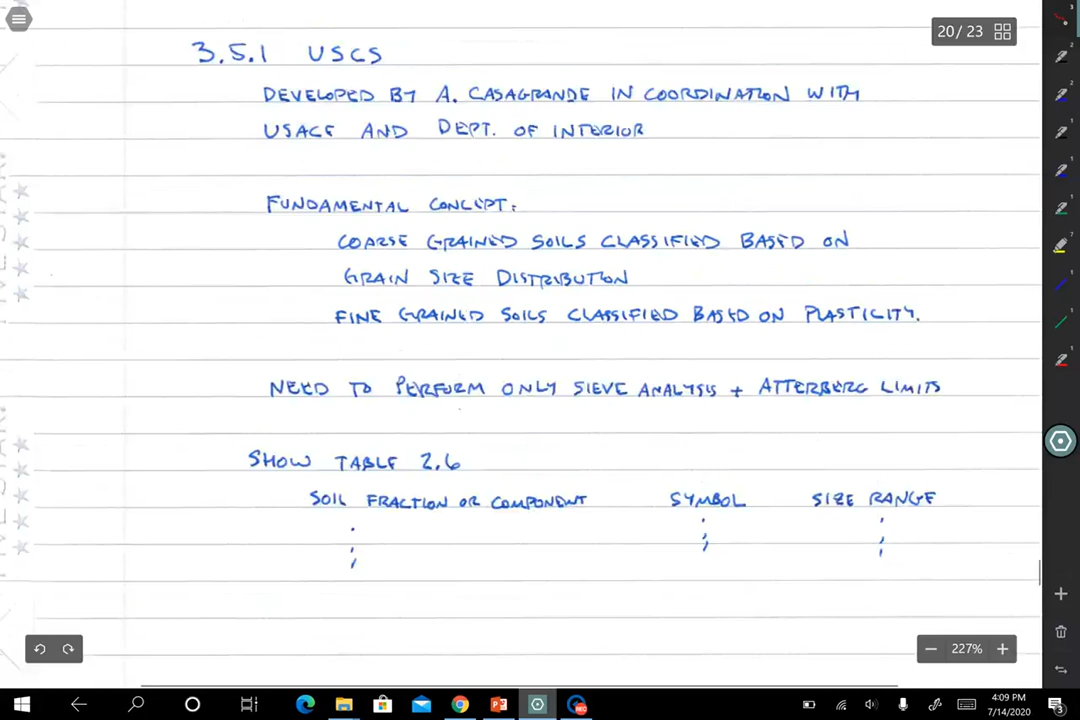 20 / 23
3.5.1 USCS
DEVELOPED BY A. CASAGRANDE IN COORDINATION WITH
USACE AND DEPT. OF INTERIOR
FUNDAMENTAL CONCEPT:
COARSE GRAINED SOILS CLASSIFIED BASED ON
GRAIN SIZE DISTRIBUTION
FINE GRAINED SOILS CLASSIFIED BASED ON PLASTICITY.
NEED TO PERFORM ONLY SIEVE ANALYSIS + ATTERBERG LIMITS
SHOW TABLE 2.6
SOIL FRACTION OR COMPONENT SYMBOL SIZE RANGE
227%
4:09 PM
7/14/2020